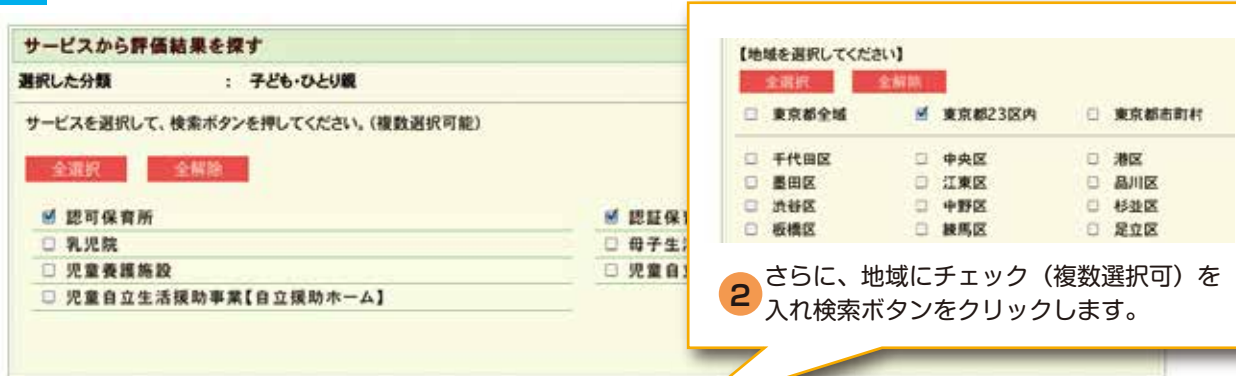 サービスから評価結果を探す
選択した分類 : 子ども・ひとり親
サービスを選択して、検索ボタンを押してください。(複数選択可能)
全選択 全解除
認可保育所 認証保
乳児院 母子生
児童養護施設 児童自
児童自立生活援助事業【自立援助ホーム】
【地域を選択してください】
全選択 全解除
東京都全域 東京都23区内 東京都市町村
千代田区 中央区 港区
墨田区 江東区 品川区
渋谷区 中野区 杉並区
板橋区 練馬区 足立区
2 さらに、地域にチェック（複数選択可）を
入れ検索ボタンをクリックします。